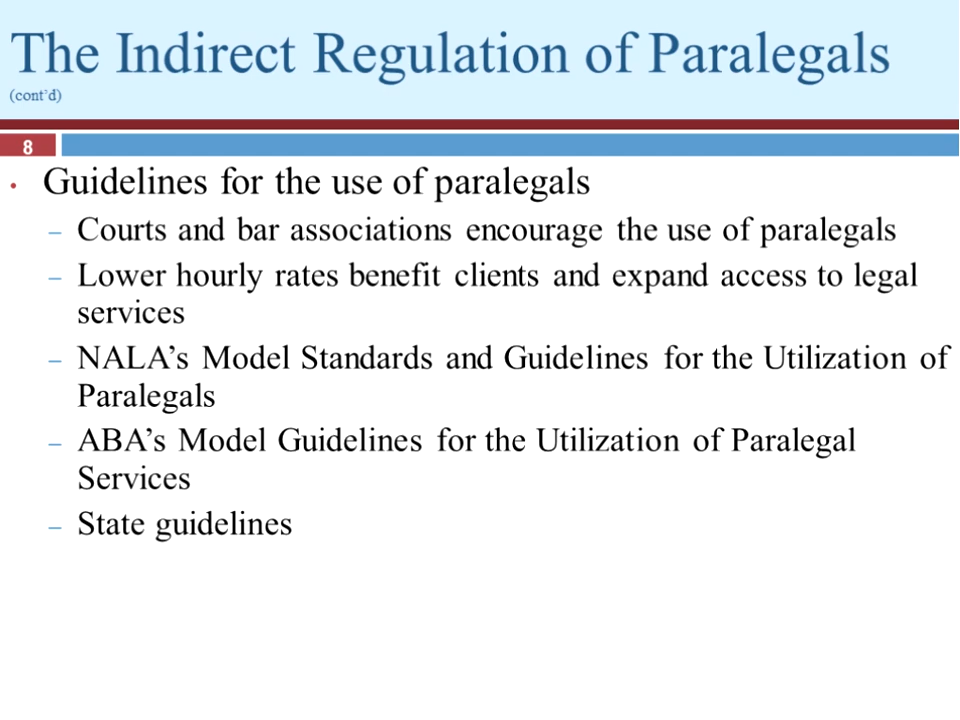 The Indirect Regulation of Paralegals
(cont’d)
8
• Guidelines for the use of paralegals
– Courts and bar associations encourage the use of paralegals
– Lower hourly rates benefit clients and expand access to legal
services
– NALA’s Model Standards and Guidelines for the Utilization of
Paralegals
– ABA’s Model Guidelines for the Utilization of Paralegal
Services
– State guidelines